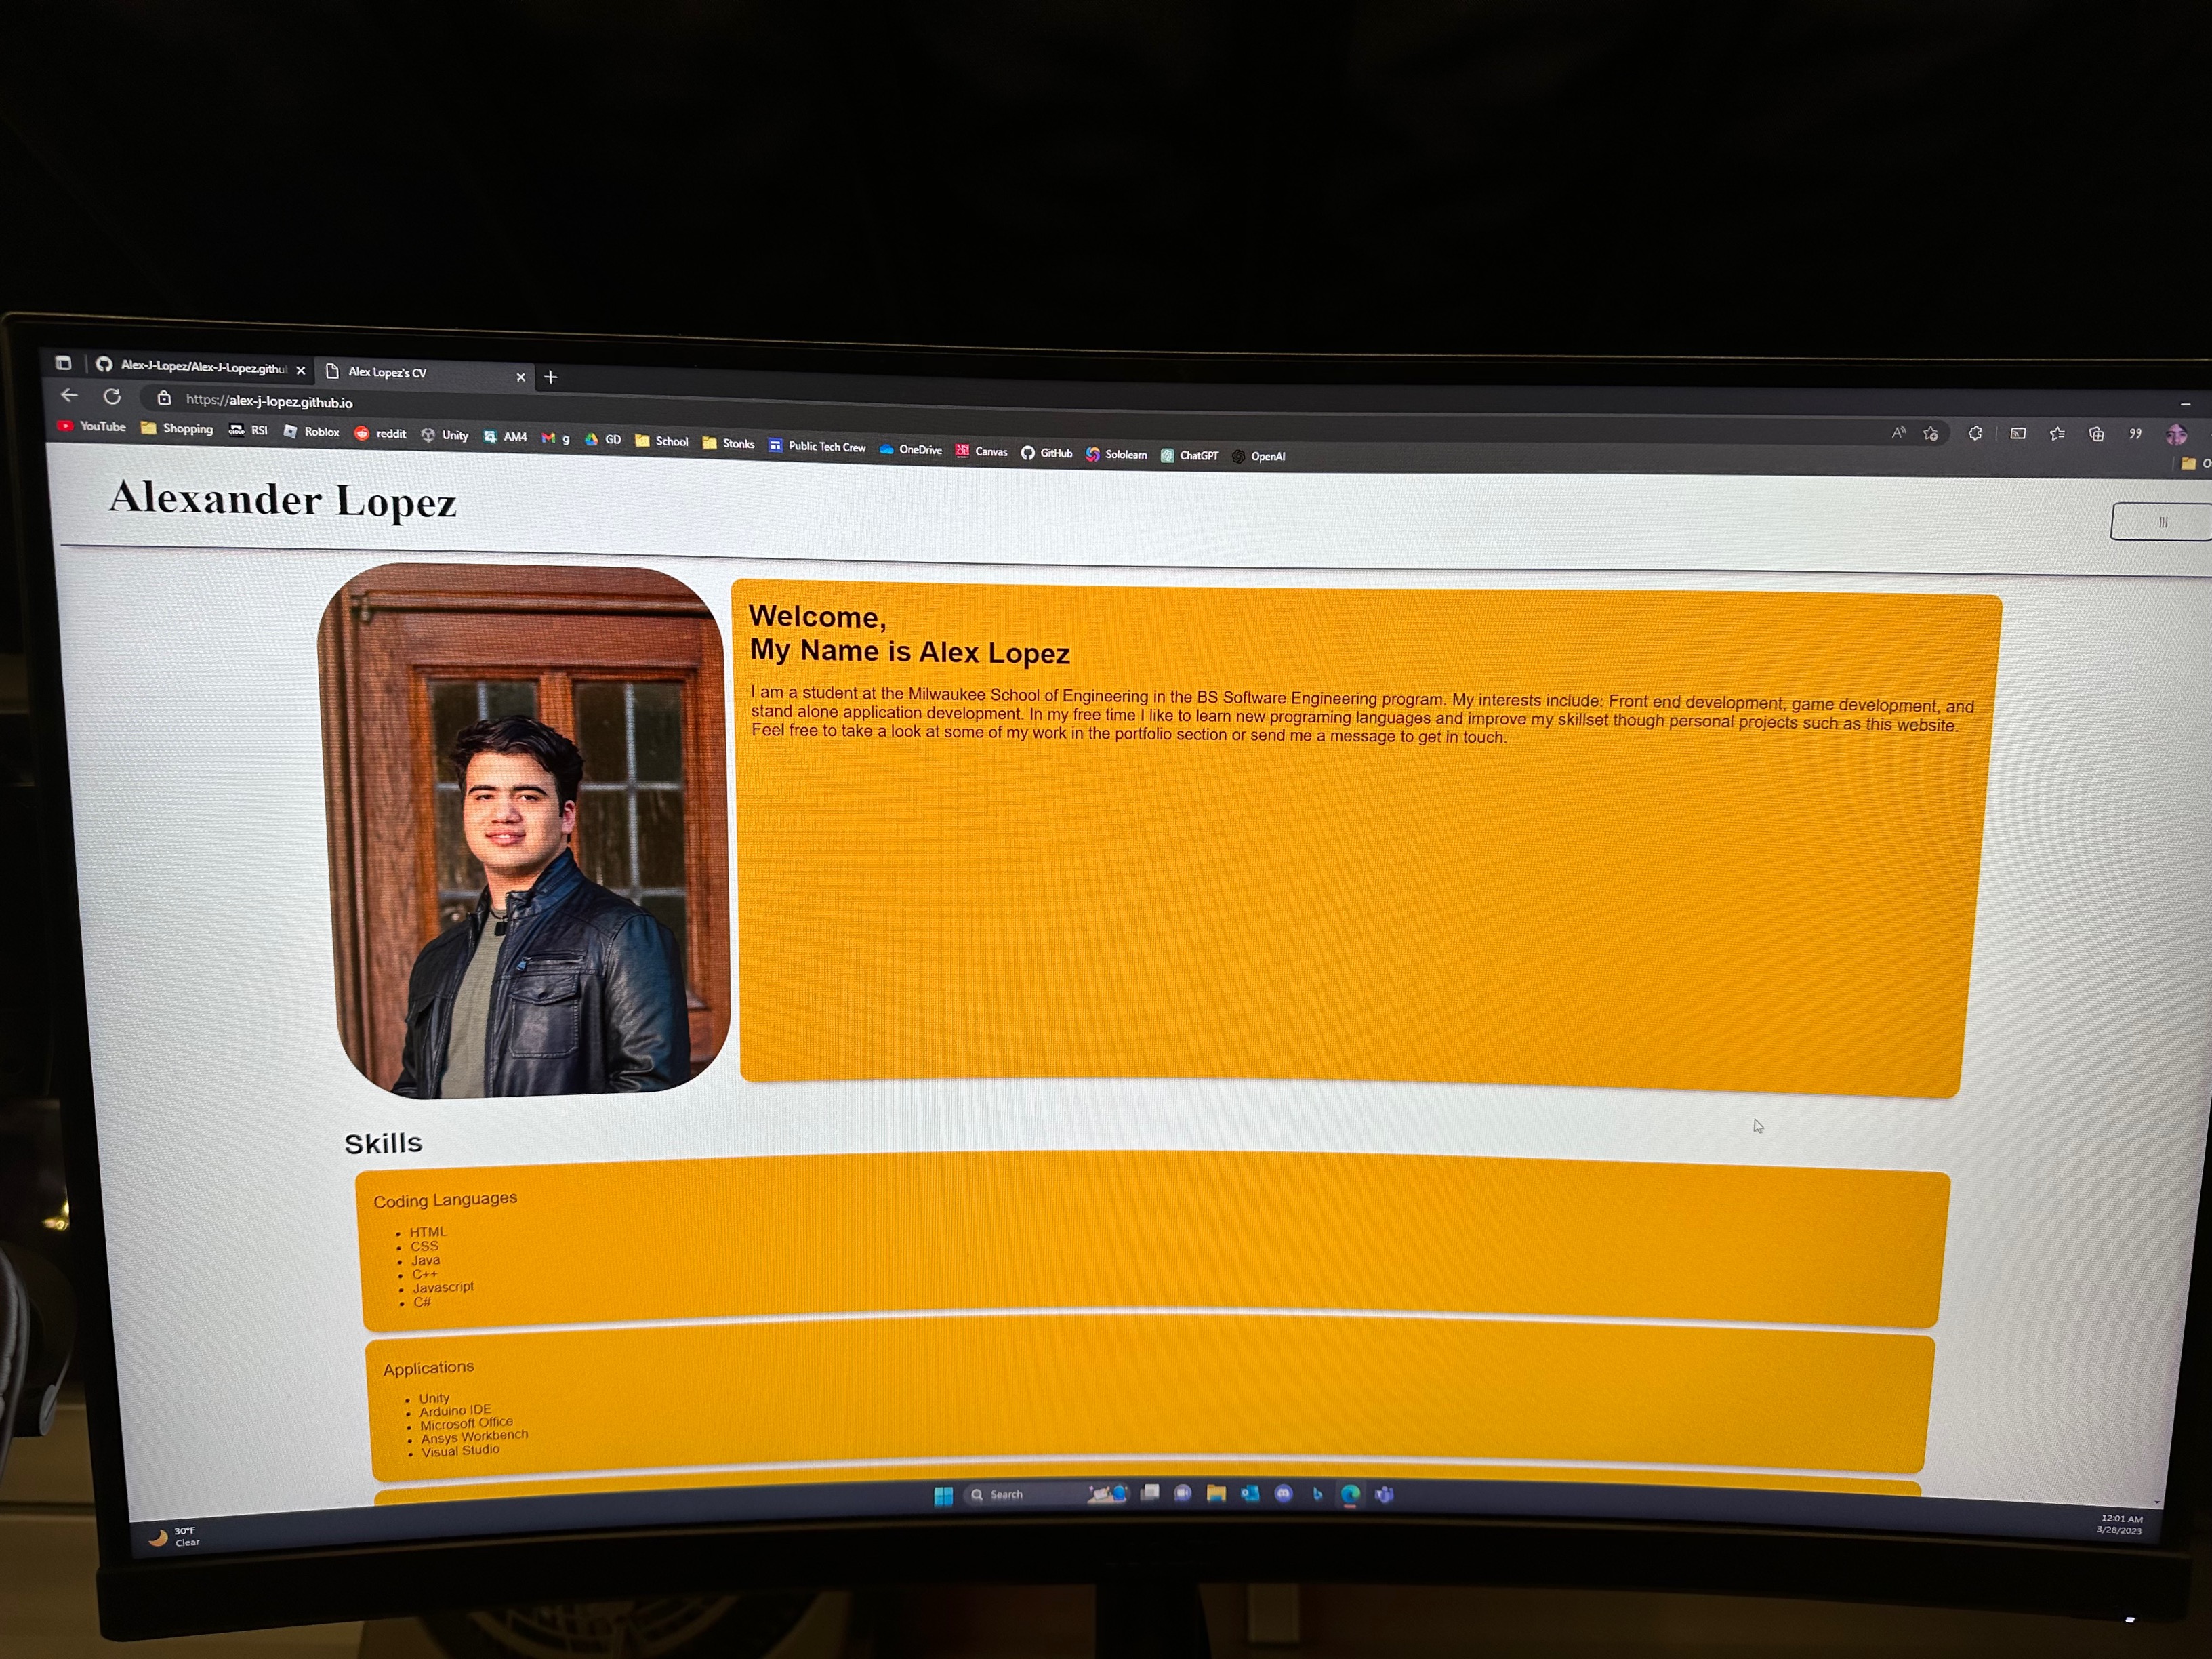 Alex-J-Lopez/Alex-J-Lopez.githu
Alex Lopez's CV
https://alex-j-lopez.github.io
YouTube Shopping RSI Roblox reddit Unity AM4 g GD School Stonks Public Tech Crew OneDrive Canvas GitHub Sololearn ChatGPT OpenAI
Alexander Lopez
Welcome,
My Name is Alex Lopez
I am a student at the Milwaukee School of Engineering in the BS Software Engineering program. My interests include: Front end development, game development, and
stand alone application development. In my free time I like to learn new programing languages and improve my skillset though personal projects such as this website.
Feel free to take a look at some of my work in the portfolio section or send me a message to get in touch.
Skills
Coding Languages
• HTML
• CSS
• Java
• C++
• Javascript
• C#
Applications
• Unity
• Arduino IDE
• Microsoft Office
• Ansys Workbench
• Visual Studio
Search
30°F
Clear
12:01 AM
3/28/2023